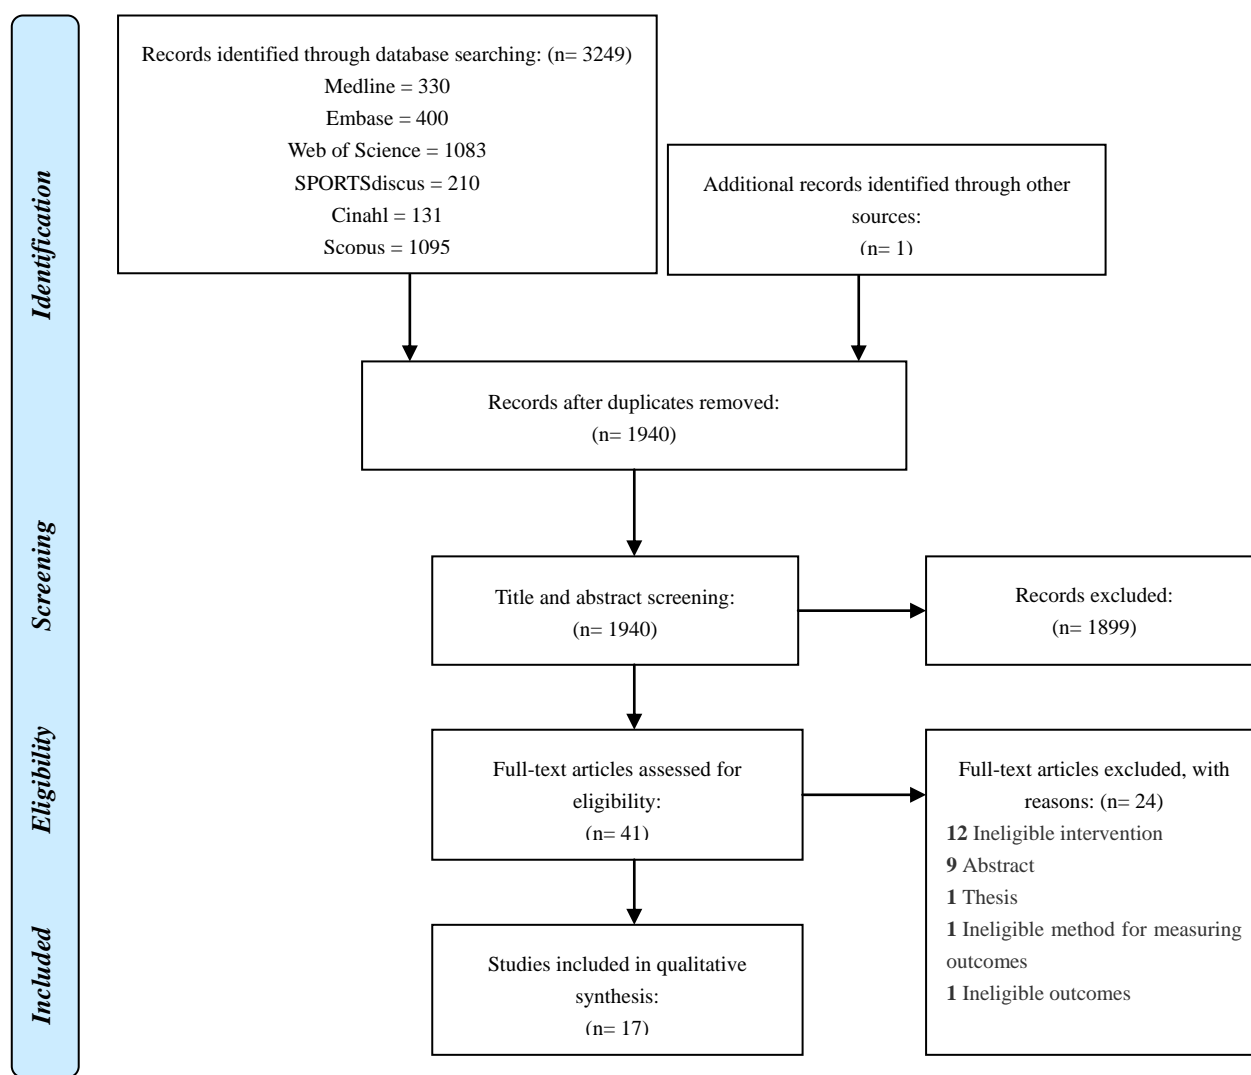 Identification
Records identified through database searching: (n= 3249)
Medline = 330
Embase = 400
Web of Science = 1083
SPORTSdiscus = 210
Cinahl = 131
Scopus = 1095
Additional records identified through other
sources:
(n= 1)
Records after duplicates removed:
(n= 1940)
Screening
Title and abstract screening:
(n= 1940)
Records excluded:
(n= 1899)
Eligibility
Full-text articles assessed for
eligibility:
(n= 41)
Full-text articles excluded, with
reasons: (n= 24)
12 Ineligible intervention
9 Abstract
1 Thesis
1 Ineligible method for measuring
outcomes
1 Ineligible outcomes
Included
Studies included in qualitative
synthesis:
(n= 17)